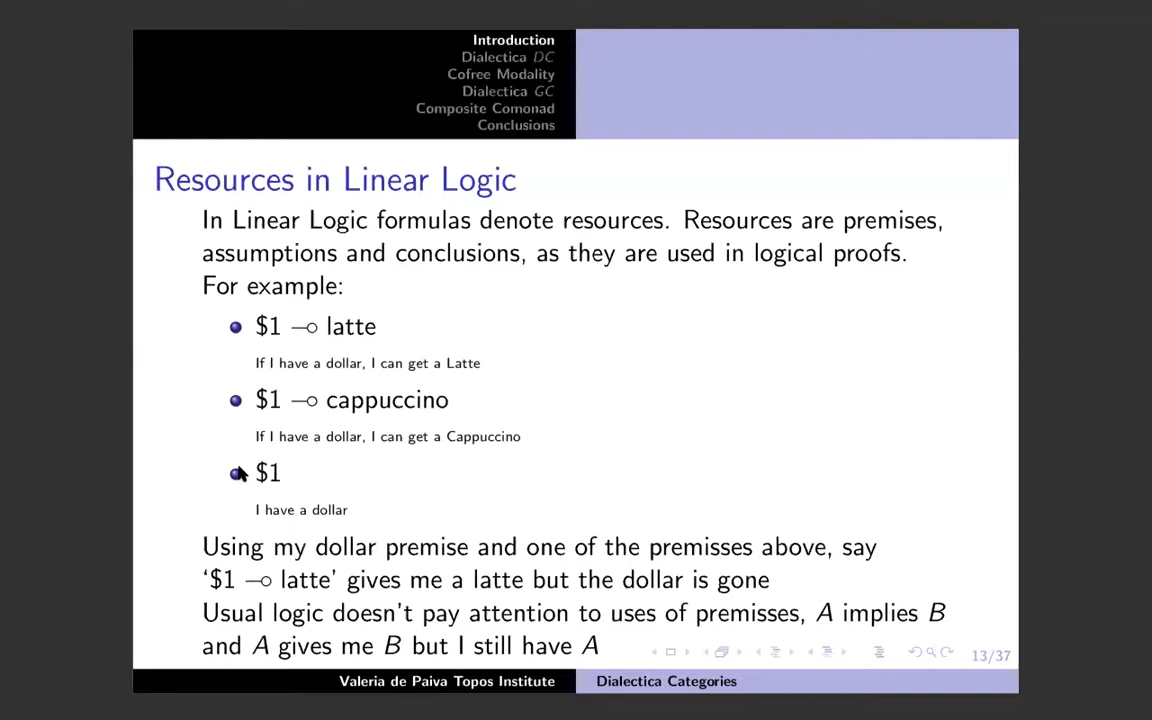 Introduction
Dialectica DC
Cofree Modality
Dialectica GC
Composite Comonad
Conclusions
Resources in Linear Logic
In Linear Logic formulas denote resources. Resources are premises,
assumptions and conclusions, as they are used in logical proofs.
For example:
$1 ⊸ latte
If I have a dollar, I can get a Latte
$1 ⊸ cappuccino
If I have a dollar, I can get a Cappuccino
$1
I have a dollar
Using my dollar premise and one of the premisses above, say
‘$1 ⊸ latte’ gives me a latte but the dollar is gone
Usual logic doesn’t pay attention to uses of premisses, A implies B
and A gives me B but I still have A
13/37
Valeria de Paiva Topos Institute
Dialectica Categories